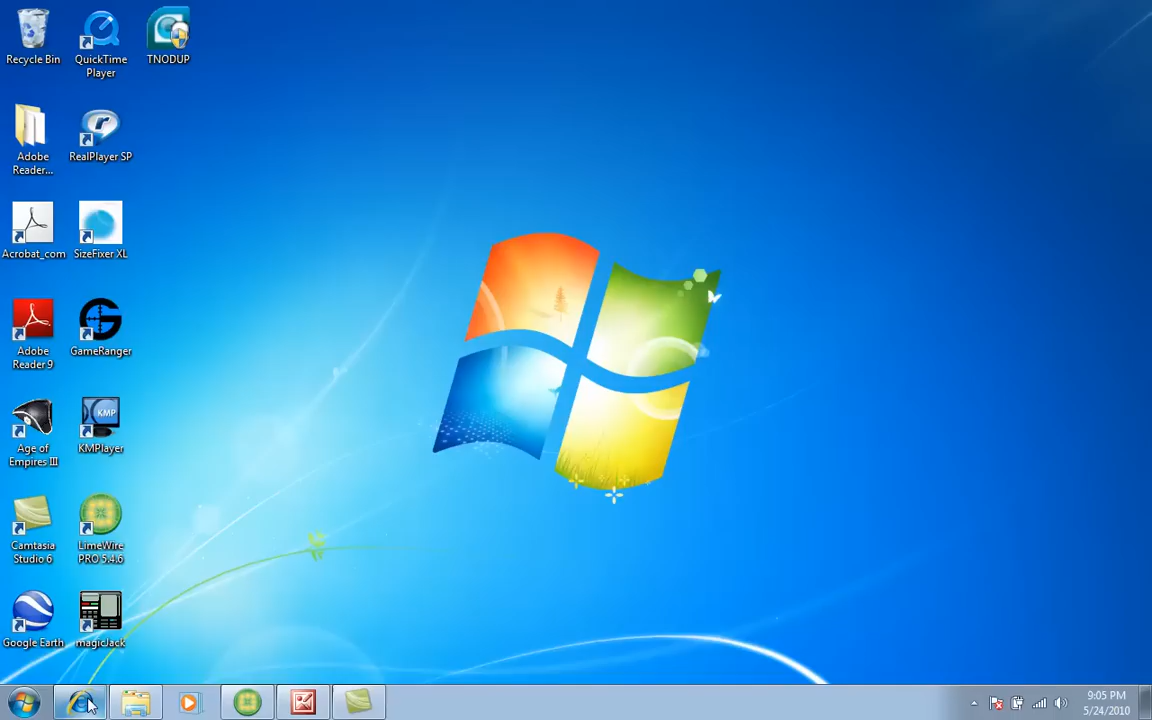 Recycle Bin
QuickTime
Player
TNODUP
Adobe
Reader...
RealPlayer SP
Acrobat_com
SizeFixer XL
Adobe
Reader 9
GameRanger
Age of
Empires III
KMP
KMPlayer
Camtasia
Studio 6
LimeWire
PRO 5.4.6
Google Earth
magicJack
9:05 PM
5/24/2010